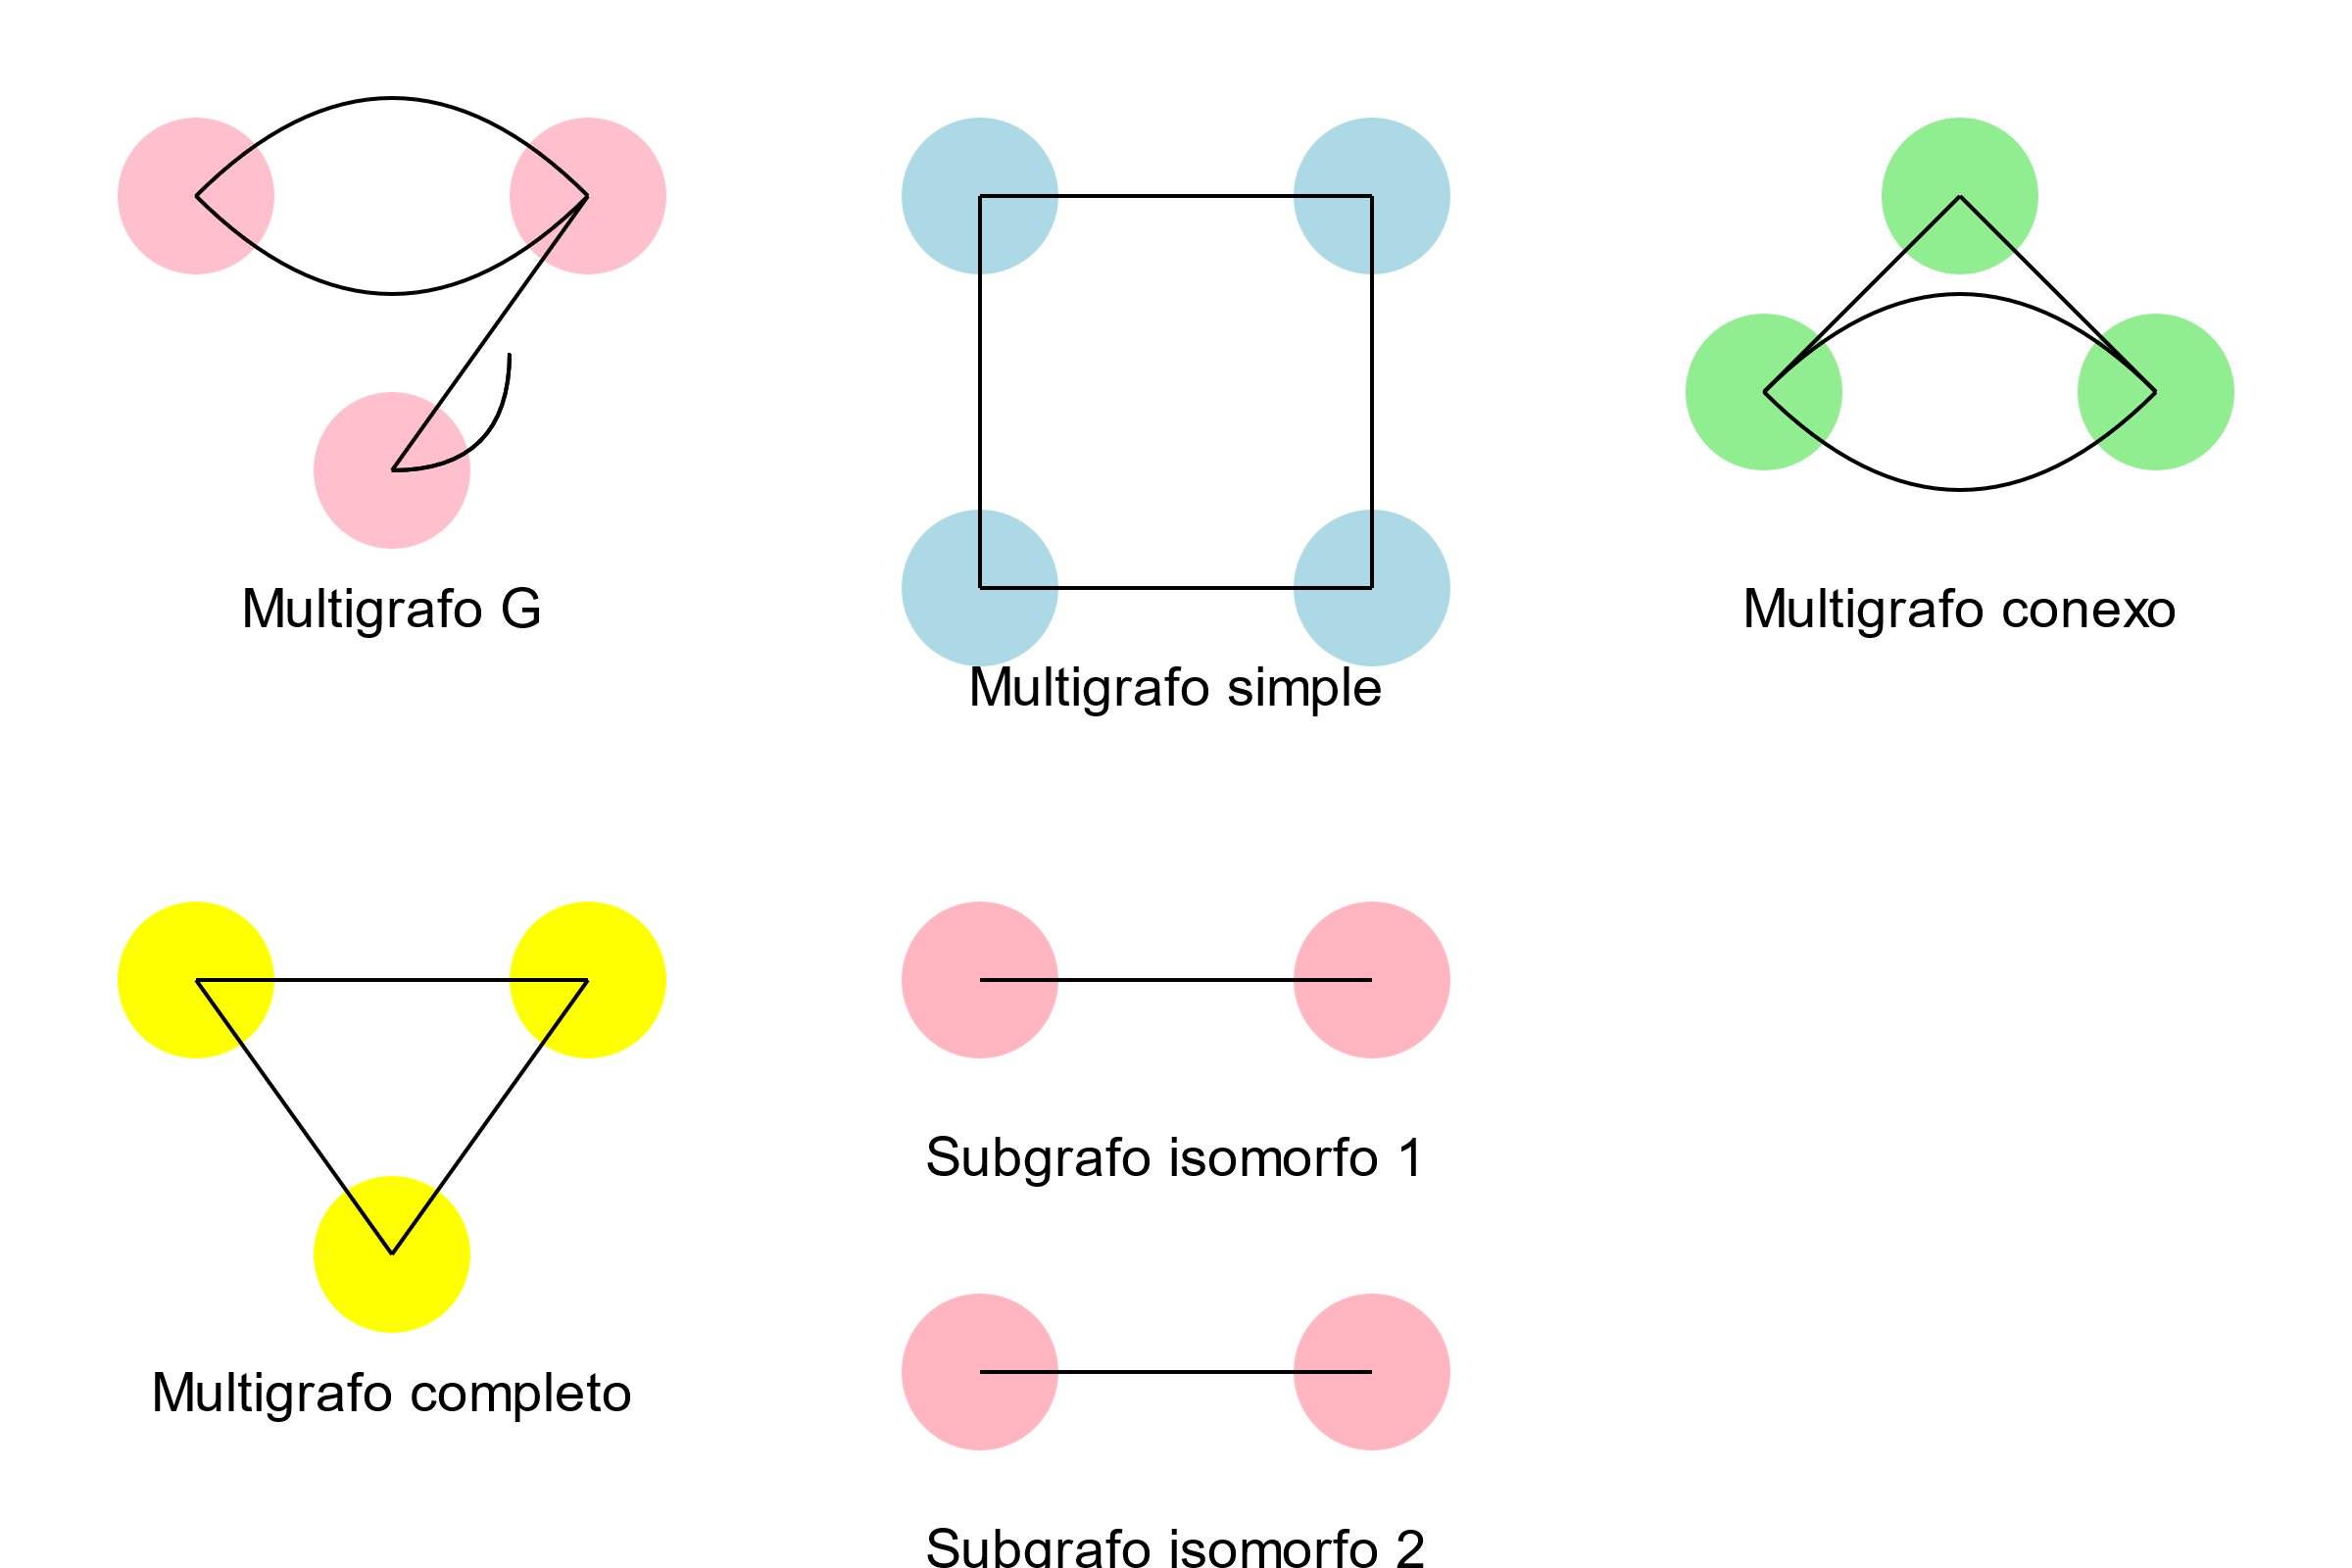 Multigrafo G
Multigrafo simple
Multigrafo conexo
Multigrafo completo
Subgrafo isomorfo 1
Subgrafo isomorfo 2